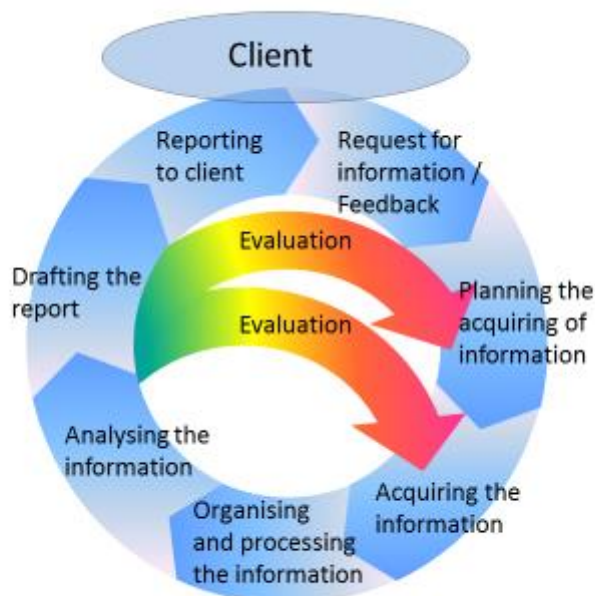 Client
Reporting
to client
Request for
information /
Feedback
Evaluation
Evaluation
Drafting the
report
Planning the
acquiring of
information
Analysing the
information
Acquiring the
information
Organising
and processing
the information